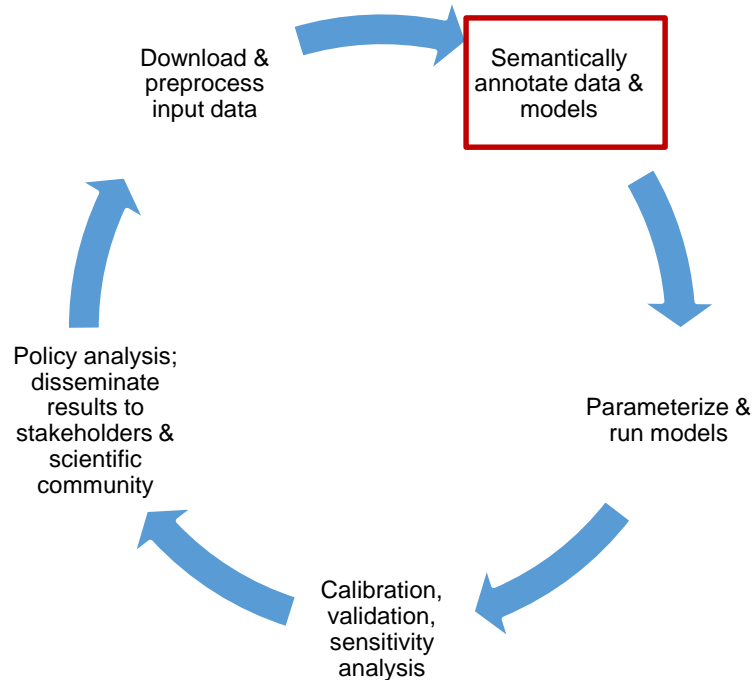 Download &
preprocess
input data
Semantically
annotate data &
models
Parameterize &
run models
Calibration,
validation,
sensitivity
analysis
Policy analysis;
disseminate
results to
stakeholders &
scientific
community